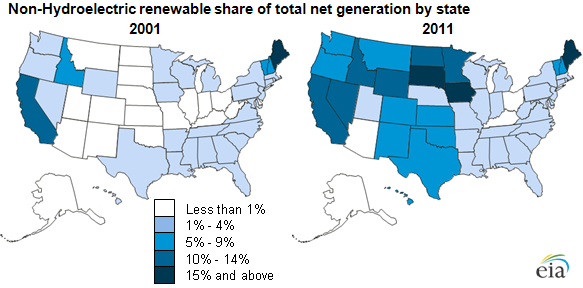 Non-Hydroelectric renewable share of total net generation by state
2001
2011
Less than 1%
1% - 4%
5% - 9%
10% - 14%
15% and above
eia